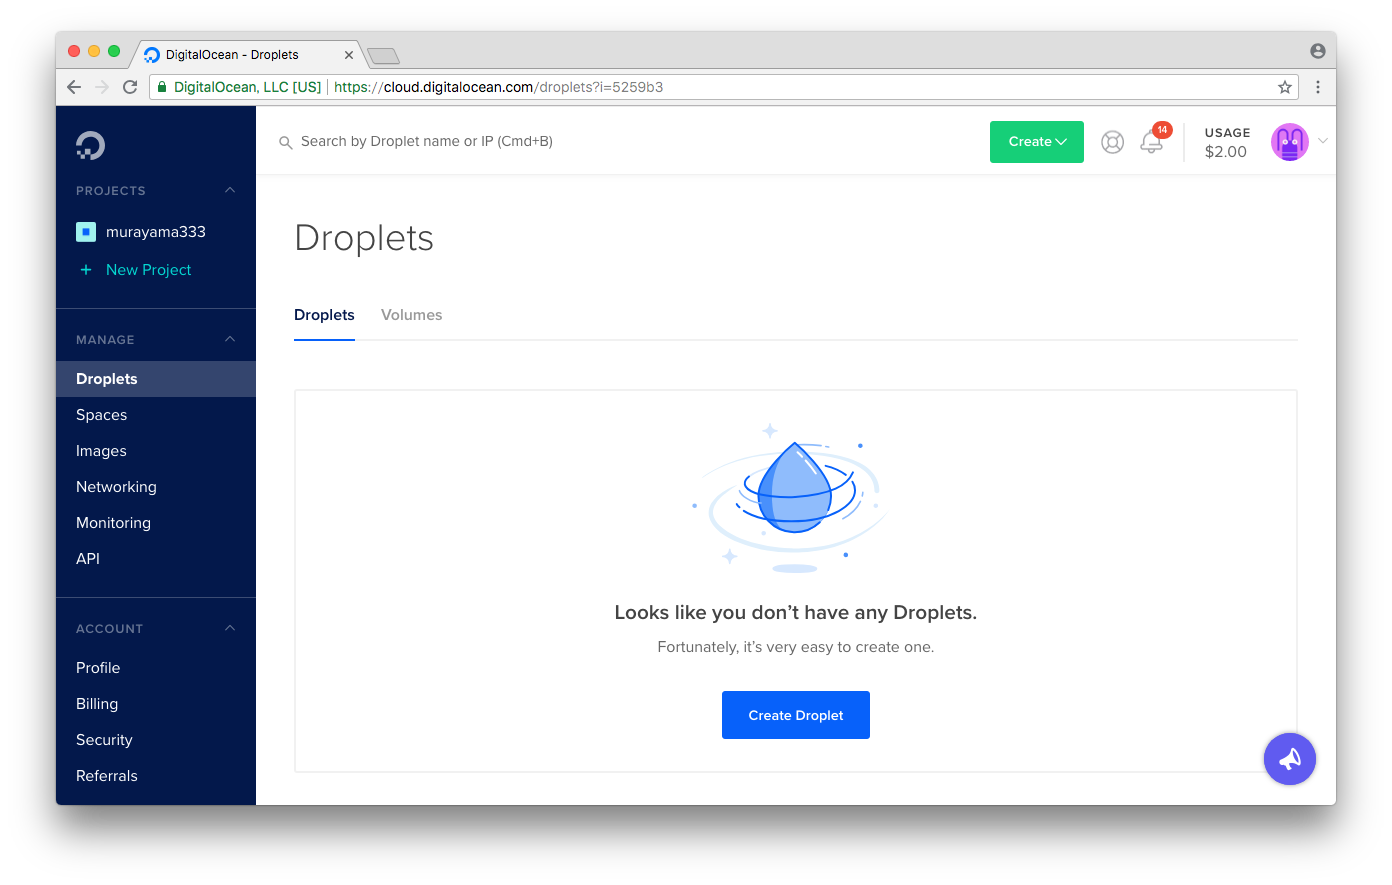 DigitalOcean - Droplets
DigitalOcean, LLC [US] https://cloud.digitalocean.com/droplets?i=5259b3
Search by Droplet name or IP (Cmd+B)
Create
14
USAGE
$2.00
PROJECTS
murayama333
+ New Project
MANAGE
Droplets
Spaces
Images
Networking
Monitoring
API
ACCOUNT
Profile
Billing
Security
Referrals
Droplets
Droplets Volumes
Looks like you don’t have any Droplets.
Fortunately, it’s very easy to create one.
Create Droplet